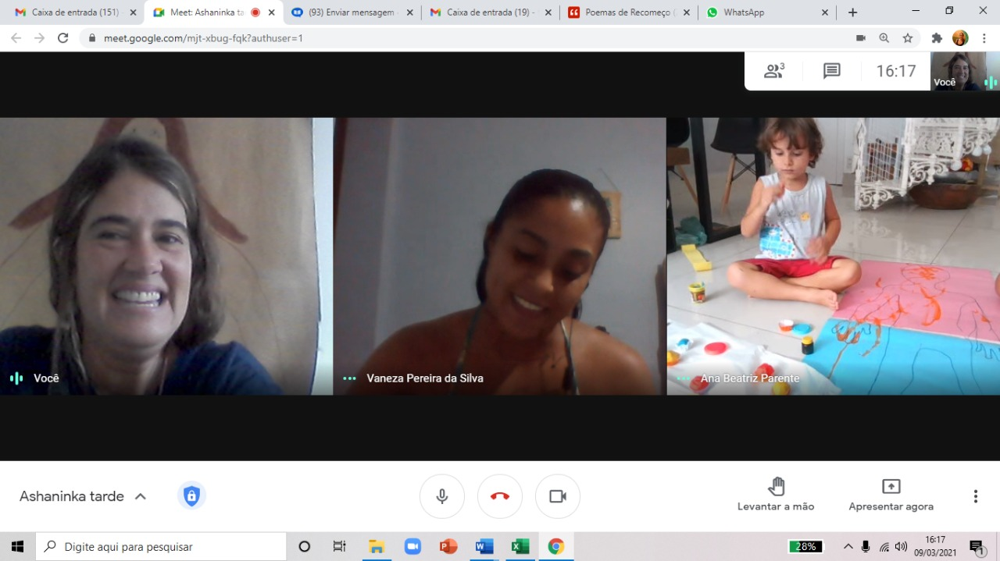 Caixa de entrada (151) -
Meet: Ashaninka ta
(93) Enviar mensagem -
Caixa de entrada (19) -
Poemas de Recomeço (
WhatsApp
meet.google.com/mjt-xbug-fqk?authuser=1
3
16:17
Você
Você
Vaneza Pereira da Silva
Ana Beatriz Parente
Ashaninka tarde
Levantar a mão
Apresentar agora
Digite aqui para pesquisar
28%
16:17
09/03/2021
1